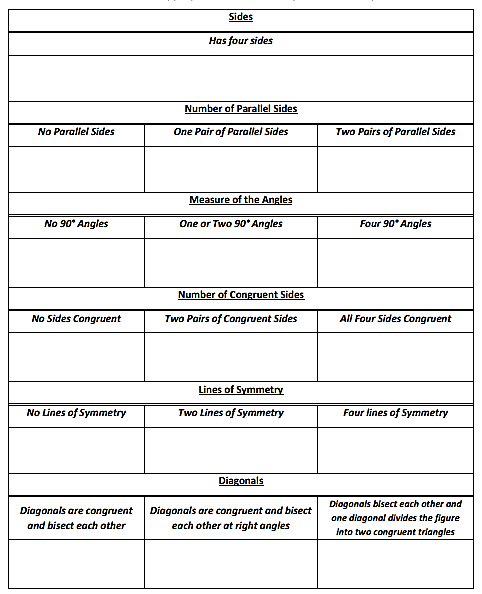 Sides
Has four sides
Number of Parallel Sides
No Parallel Sides
One Pair of Parallel Sides
Two Pairs of Parallel Sides
Measure of the Angles
No 90° Angles
One or Two 90° Angles
Four 90° Angles
Number of Congruent Sides
No Sides Congruent
Two Pairs of Congruent Sides
All Four Sides Congruent
Lines of Symmetry
No Lines of Symmetry
Two Lines of Symmetry
Four lines of Symmetry
Diagonals
Diagonals are congruent
and bisect each other
Diagonals are congruent and bisect
each other at right angles
Diagonals bisect each other and
one diagonal divides the figure
into two congruent triangles